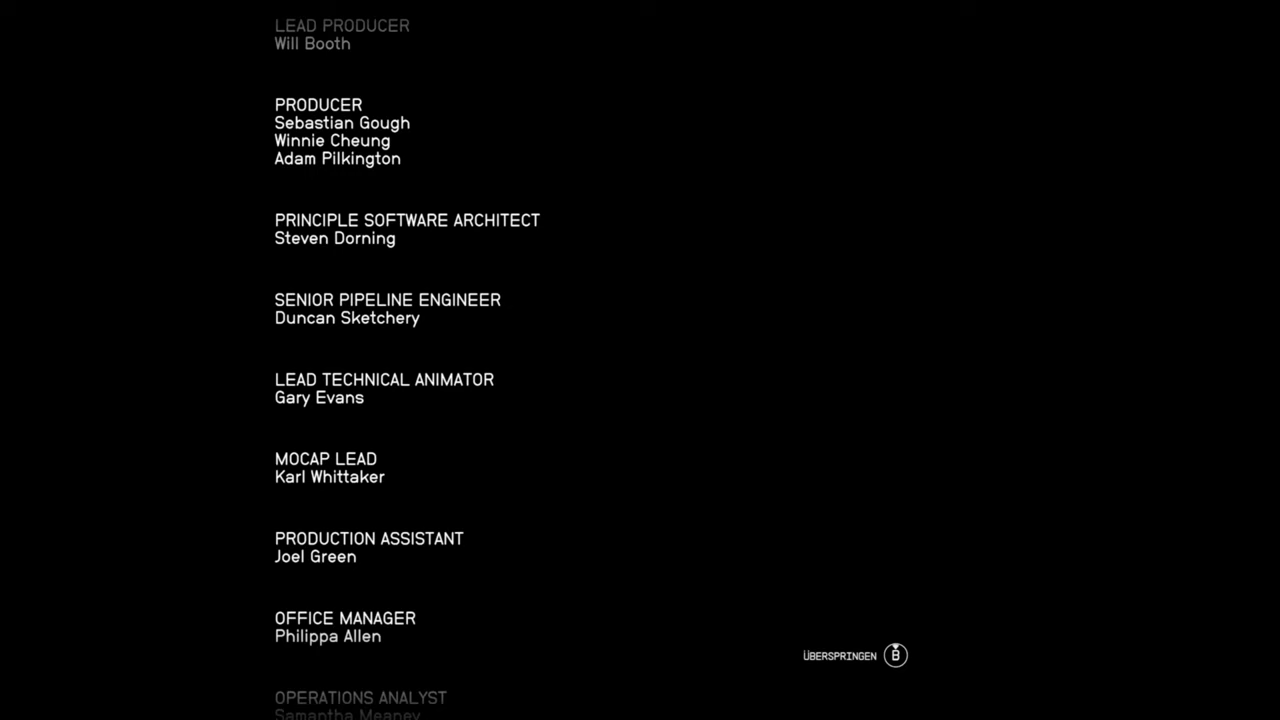 LEAD PRODUCER
Will Booth
PRODUCER
Sebastian Gough
Winnie Cheung
Adam Pilkington
PRINCIPLE SOFTWARE ARCHITECT
Steven Dorning
SENIOR PIPELINE ENGINEER
Duncan Sketchery
LEAD TECHNICAL ANIMATOR
Gary Evans
MOCAP LEAD
Karl Whittaker
PRODUCTION ASSISTANT
Joel Green
OFFICE MANAGER
Philippa Allen
ÜBERSPRINGEN B
OPERATIONS ANALYST
Samantha Meaney